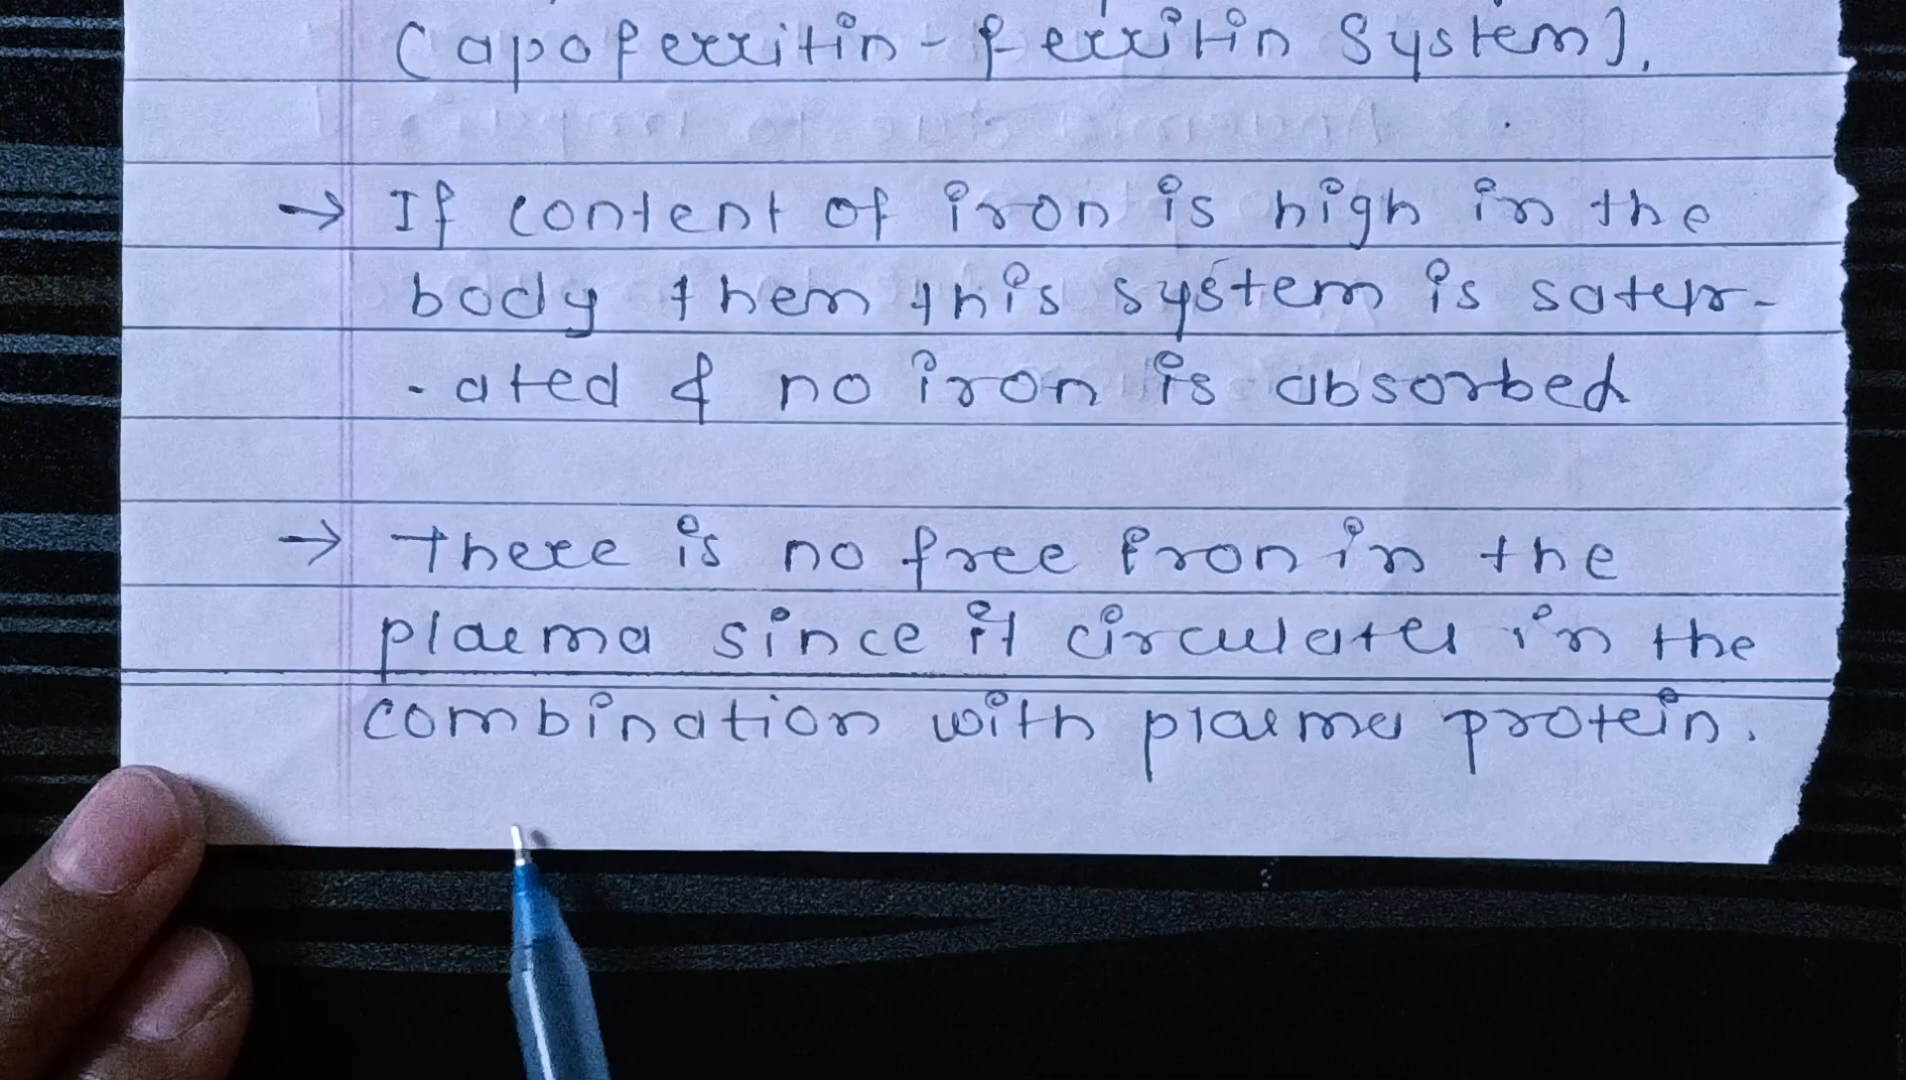 (apoferritin-ferritin System).
→ If content of iron is high in the
body then this system is satur-
-ated & no iron is absorbed
→ there is no free iron in the
plasma since it circulates in the
combination with plasma protein.